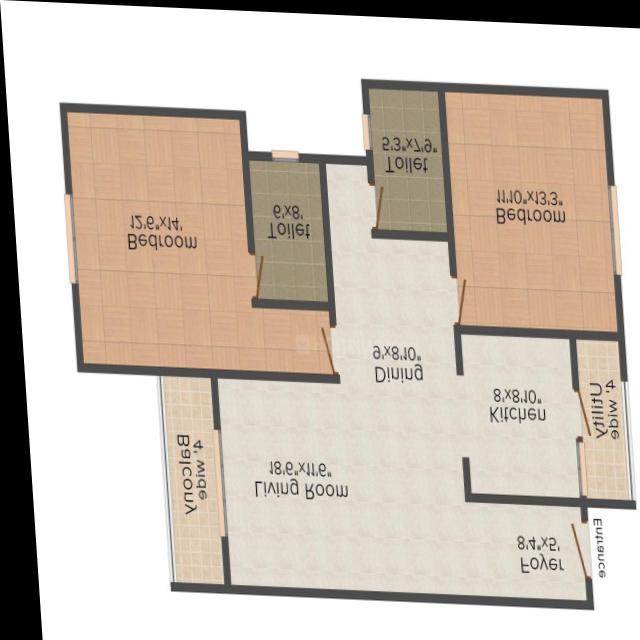 Foyer
8'4"x5'
Entrance
Living Room
18'6"x11'6"
Balcony
4' wide
Kitchen
8'x8'10"
Utility
4' wide
Dining
9'x8'10"
Bedroom
12'6"x14'
Toilet
6'x8'
Bedroom
11'10"x13'3"
Toilet
5'3"x7'9"